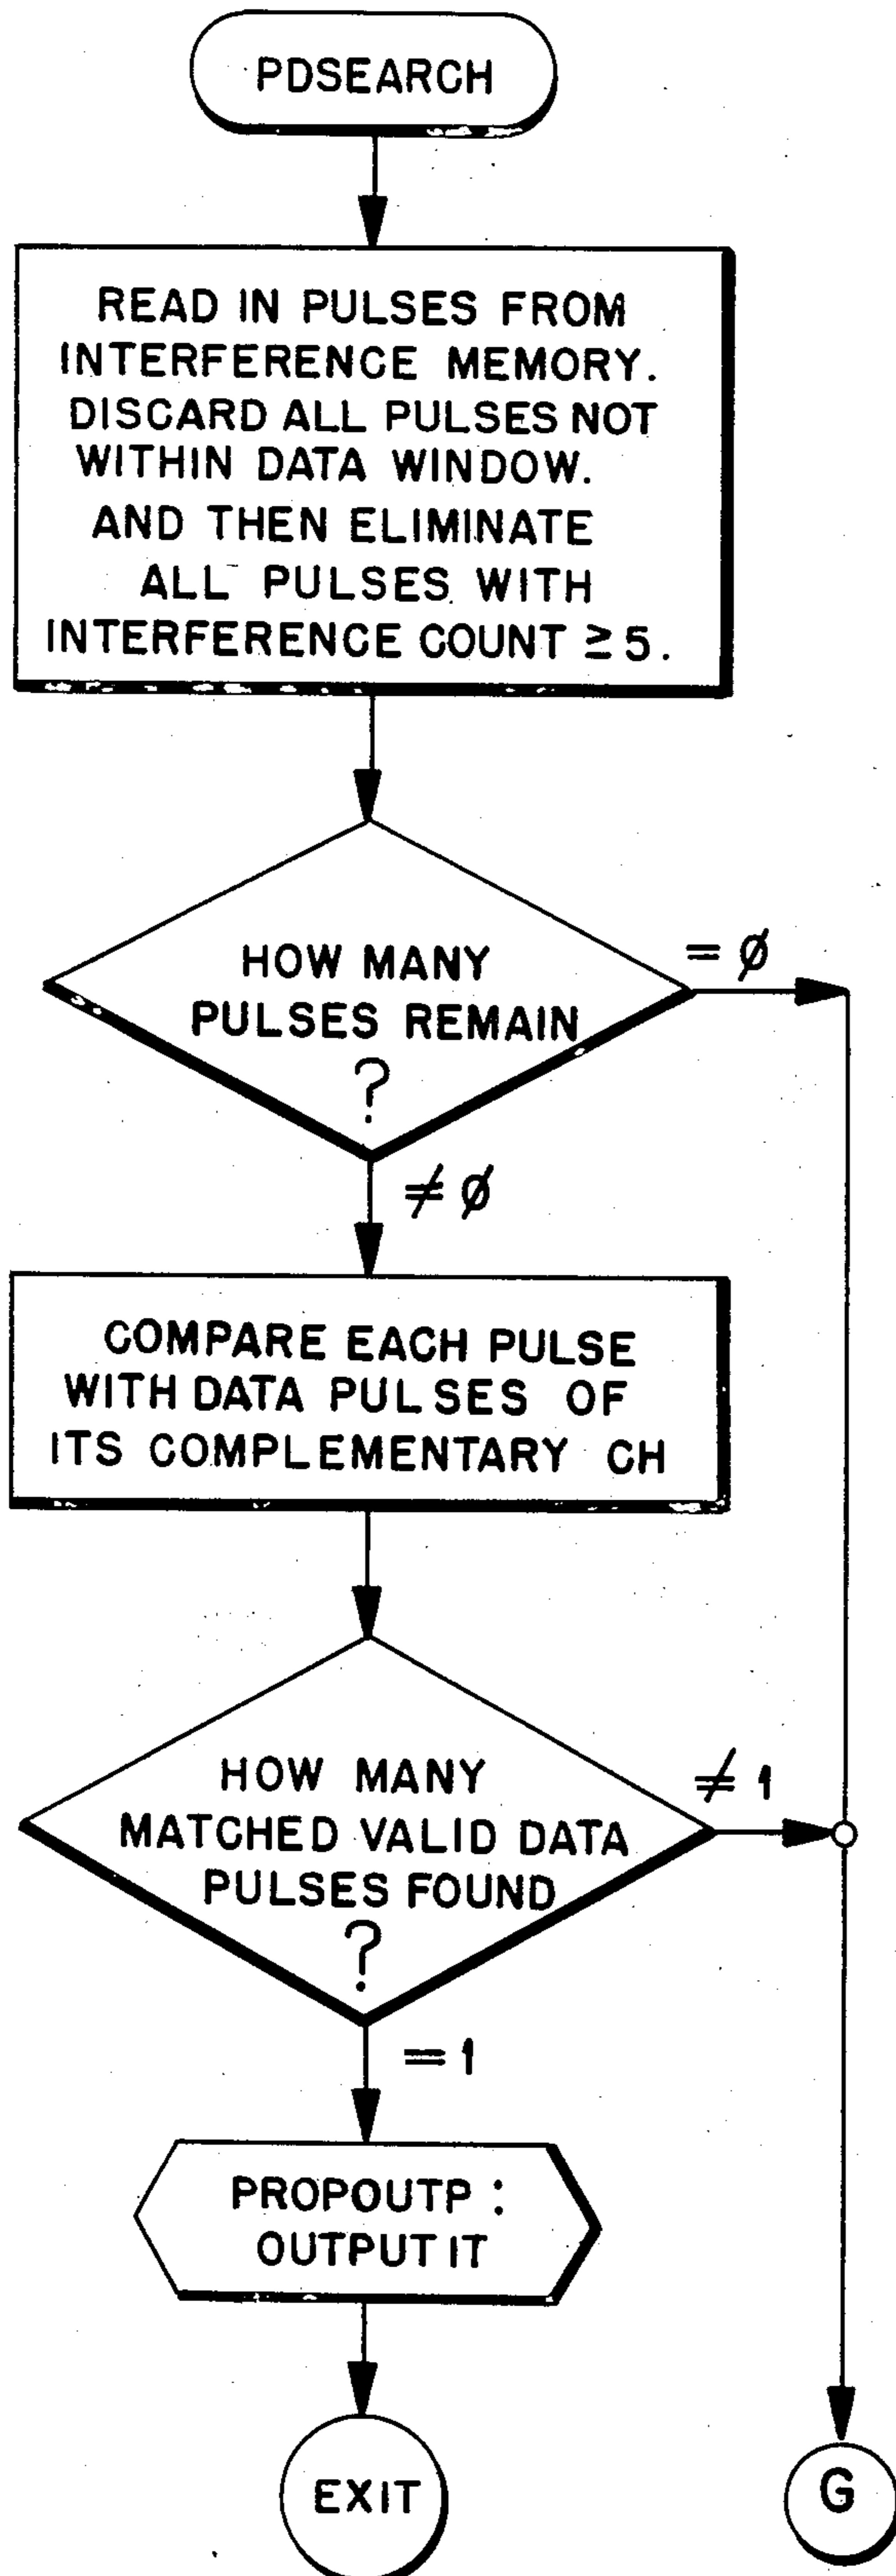 PDSEARCH
READ IN PULSES FROM
INTERFERENCE MEMORY.
DISCARD ALL PULSES NOT
WITHIN DATA WINDOW.
AND THEN ELIMINATE
ALL PULSES WITH
INTERFERENCE COUNT ≥ 5.
HOW MANY
PULSES REMAIN
?
= Ø
≠ Ø
COMPARE EACH PULSE
WITH DATA PULSES OF
ITS COMPLEMENTARY CH
HOW MANY
MATCHED VALID DATA
PULSES FOUND
?
≠ 1
= 1
PROPOUTP :
OUTPUT IT
EXIT
G